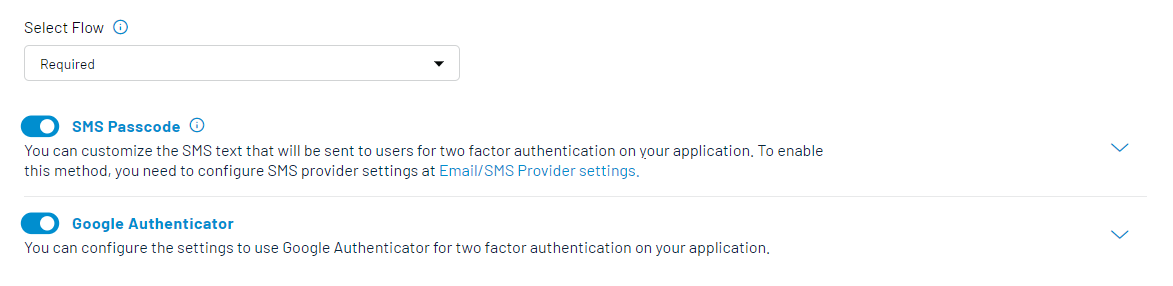 Select Flow
Required
SMS Passcode
You can customize the SMS text that will be sent to users for two factor authentication on your application. To enable
this method, you need to configure SMS provider settings at Email/SMS Provider settings.
Google Authenticator
You can configure the settings to use Google Authenticator for two factor authentication on your application.